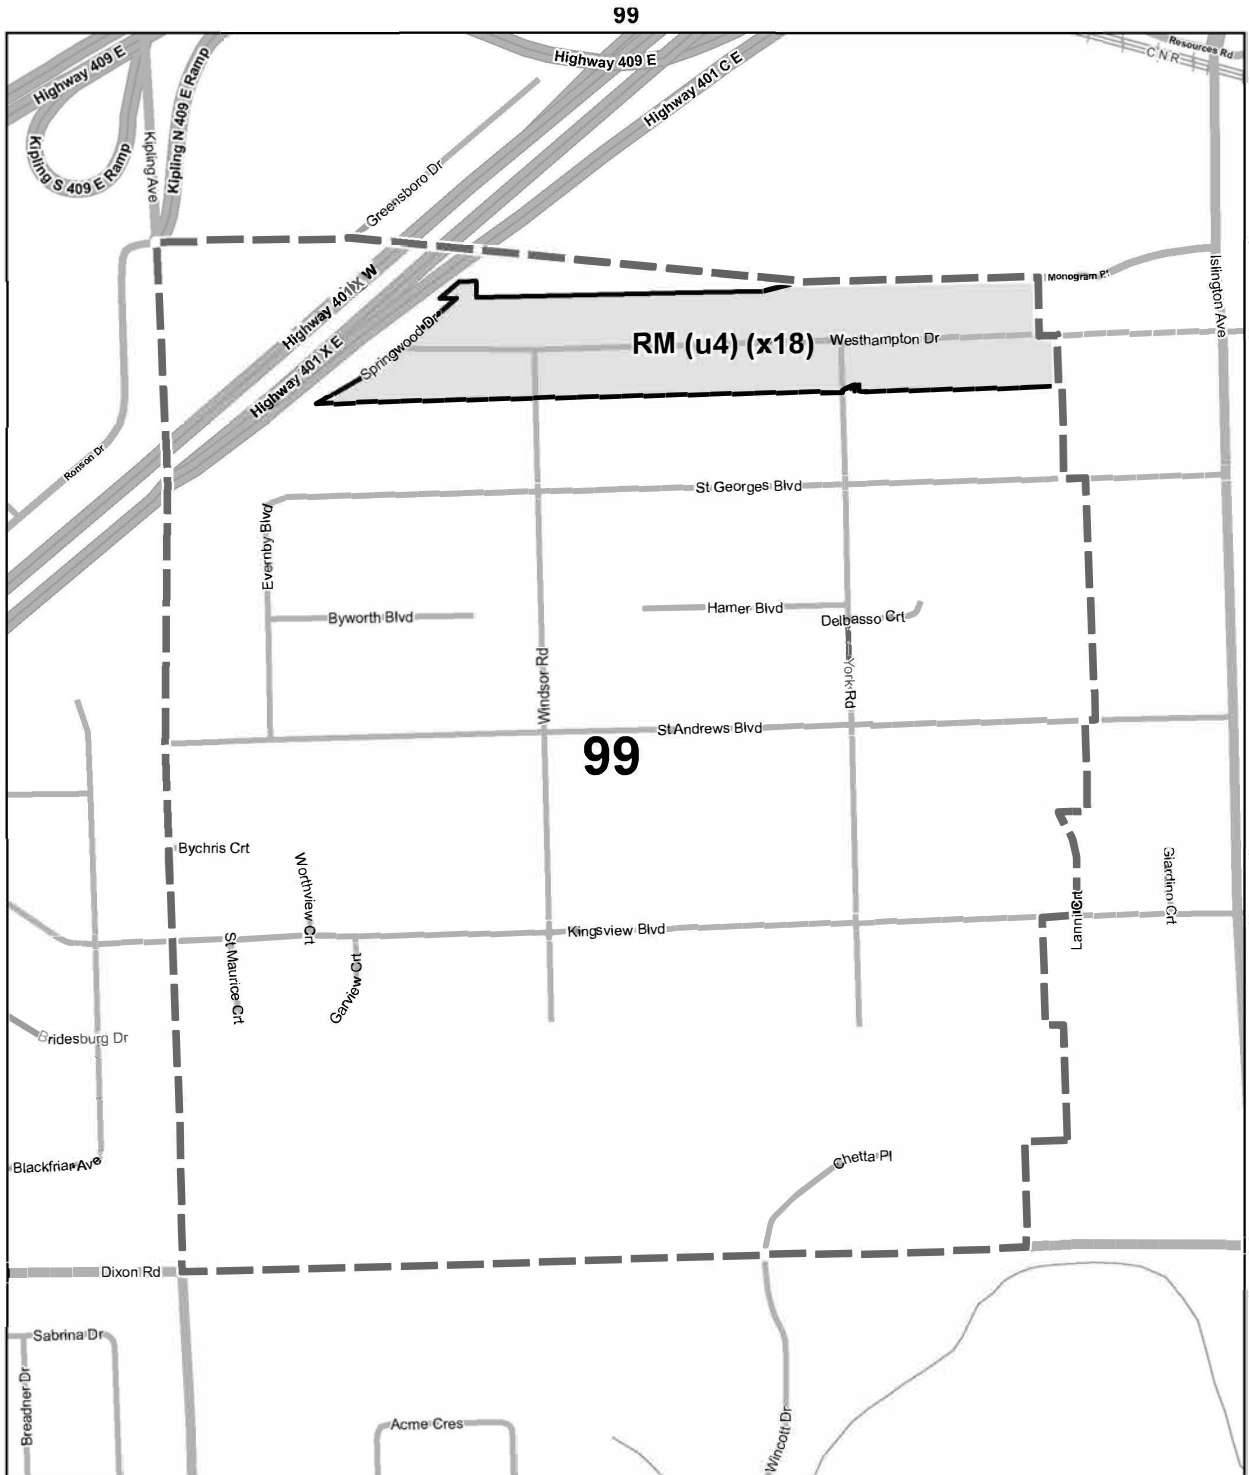 99
Highway 409 E
Highway 409 E
Resources Rd
C N R
Kipling N 409 E Ramp
Highway 401 C E
Kipling Ave
Kipling S 409 E Ramp
Greensboro Dr
Islington Ave
Monogram Pl
Highway 401 X W
Springwood Dr
RM (u4) (x18)
Westhampton Dr
Highway 401 X E
Ronson Dr
St Georges Blvd
Evernby Blvd
Byworth Blvd
Hamer Blvd
Delbasso Crt
Windsor Rd
York Rd
St Andrews Blvd
99
Bychris Crt
Worthview Crt
Giardino Crt
Lanni Crt
Kingsview Blvd
St Maurice Crt
Garview Crt
Bridesburg Dr
Chetta Pl
Blackfriar Ave
Dixon Rd
Sabrina Dr
Breadner Dr
Acme Cres
Wincott Dr